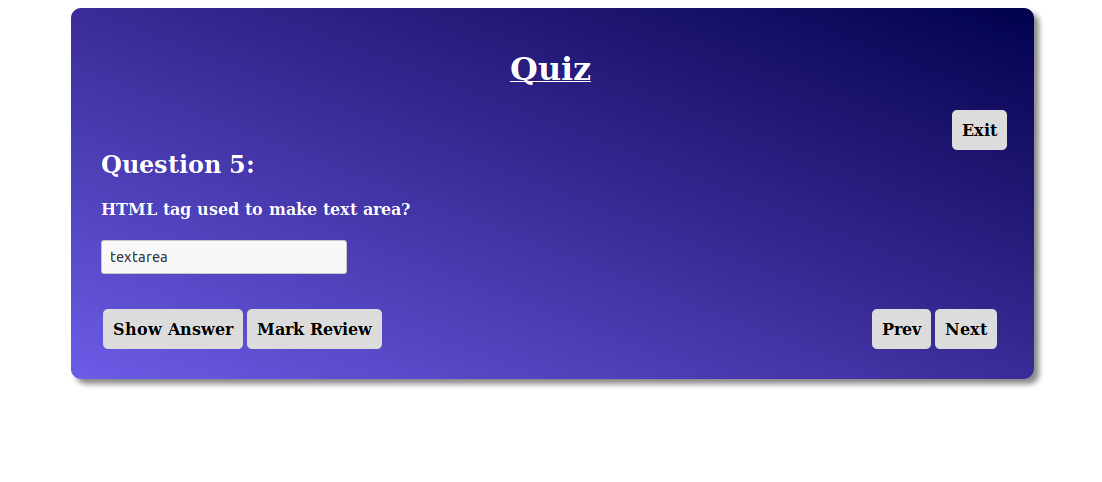 Quiz
Exit
Question 5:
HTML tag used to make text area?
textarea
Show Answer Mark Review Prev Next